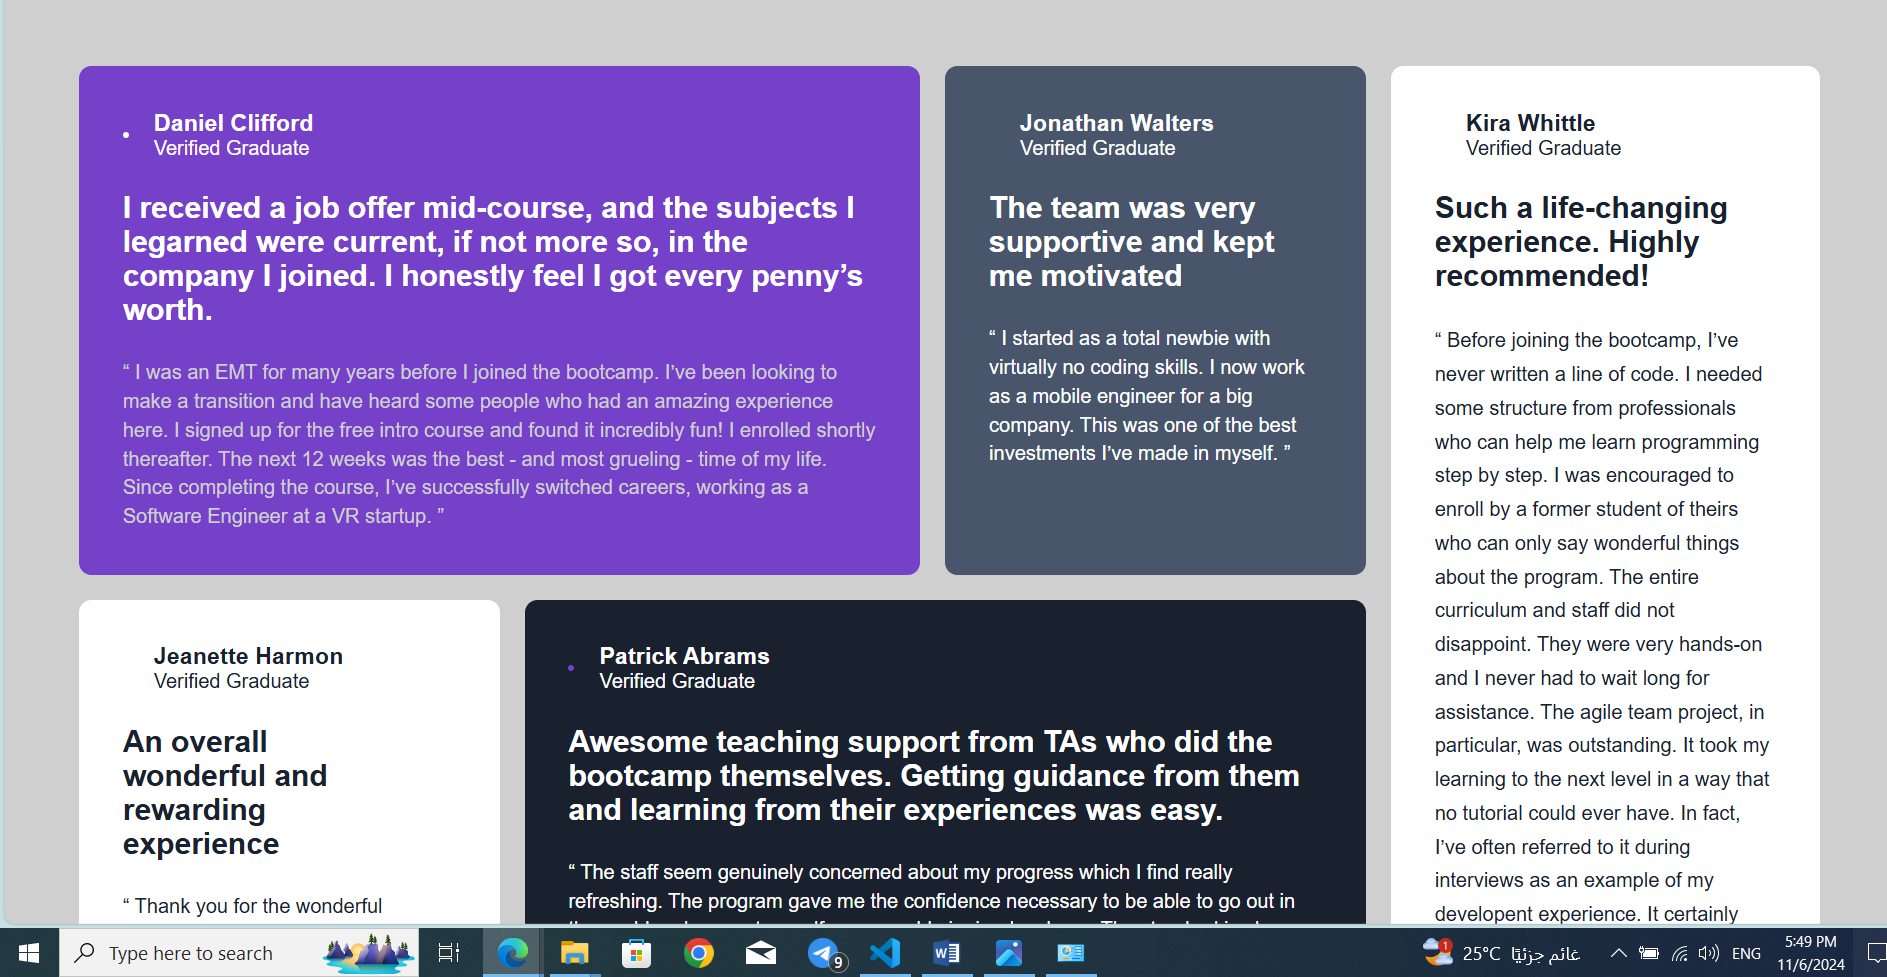 Daniel Clifford
Verified Graduate
I received a job offer mid-course, and the subjects I
legarned were current, if not more so, in the
company I joined. I honestly feel I got every penny’s
worth.
“ I was an EMT for many years before I joined the bootcamp. I’ve been looking to
make a transition and have heard some people who had an amazing experience
here. I signed up for the free intro course and found it incredibly fun! I enrolled shortly
thereafter. The next 12 weeks was the best - and most grueling - time of my life.
Since completing the course, I’ve successfully switched careers, working as a
Software Engineer at a VR startup. ”
Jonathan Walters
Verified Graduate
The team was very
supportive and kept
me motivated
“ I started as a total newbie with
virtually no coding skills. I now work
as a mobile engineer for a big
company. This was one of the best
investments I’ve made in myself. ”
Kira Whittle
Verified Graduate
Such a life-changing
experience. Highly
recommended!
“ Before joining the bootcamp, I’ve
never written a line of code. I needed
some structure from professionals
who can help me learn programming
step by step. I was encouraged to
enroll by a former student of theirs
who can only say wonderful things
about the program. The entire
curriculum and staff did not
disappoint. They were very hands-on
and I never had to wait long for
assistance. The agile team project, in
particular, was outstanding. It took my
learning to the next level in a way that
no tutorial could ever have. In fact,
I’ve often referred to it during
interviews as an example of my
developent experience. It certainly
Jeanette Harmon
Verified Graduate
An overall
wonderful and
rewarding
experience
“ Thank you for the wonderful
Patrick Abrams
Verified Graduate
Awesome teaching support from TAs who did the
bootcamp themselves. Getting guidance from them
and learning from their experiences was easy.
“ The staff seem genuinely concerned about my progress which I find really
refreshing. The program gave me the confidence necessary to be able to go out in
Type here to search
9
1
25°C غائم جزئيًا
ENG
5:49 PM
11/6/2024